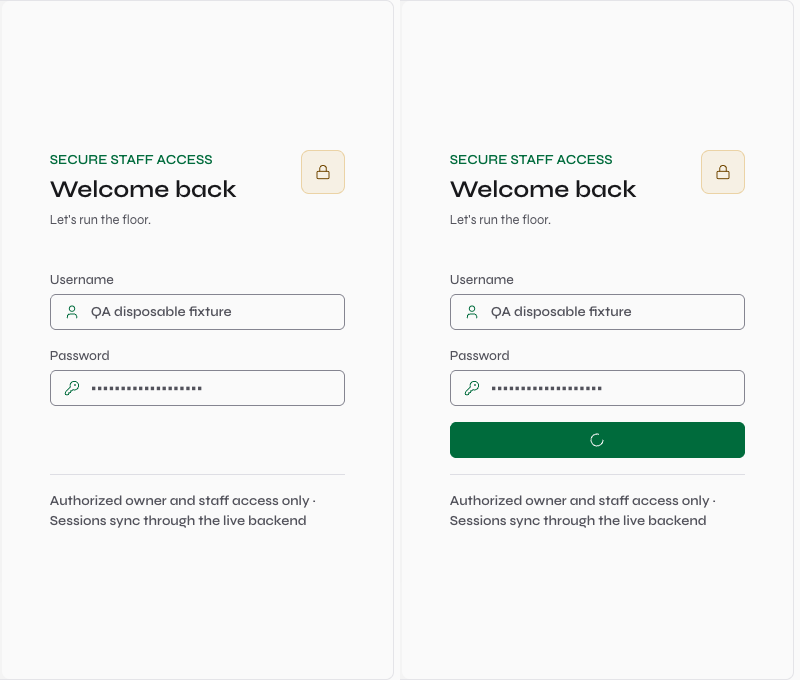 SECURE STAFF ACCESS
Welcome back
Let's run the floor.
Username
QA disposable fixture
Password
Authorized owner and staff access only ·
Sessions sync through the live backend
SECURE STAFF ACCESS
Welcome back
Let's run the floor.
Username
QA disposable fixture
Password
Authorized owner and staff access only ·
Sessions sync through the live backend